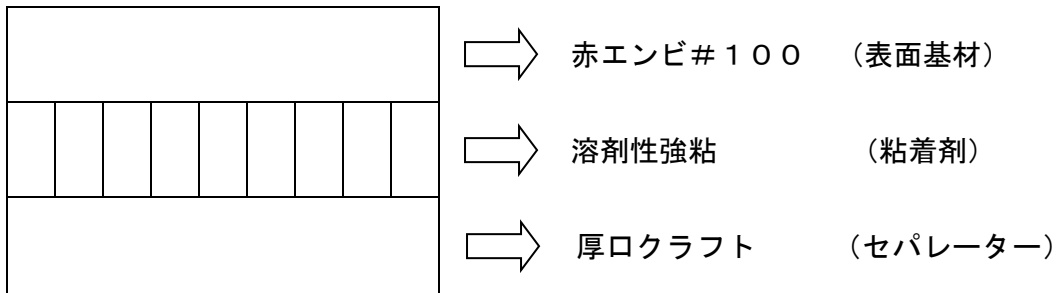 赤エンビ＃１００　（表面基材）
溶剤性強粘　（粘着剤）
厚口クラフト　（セパレーター）